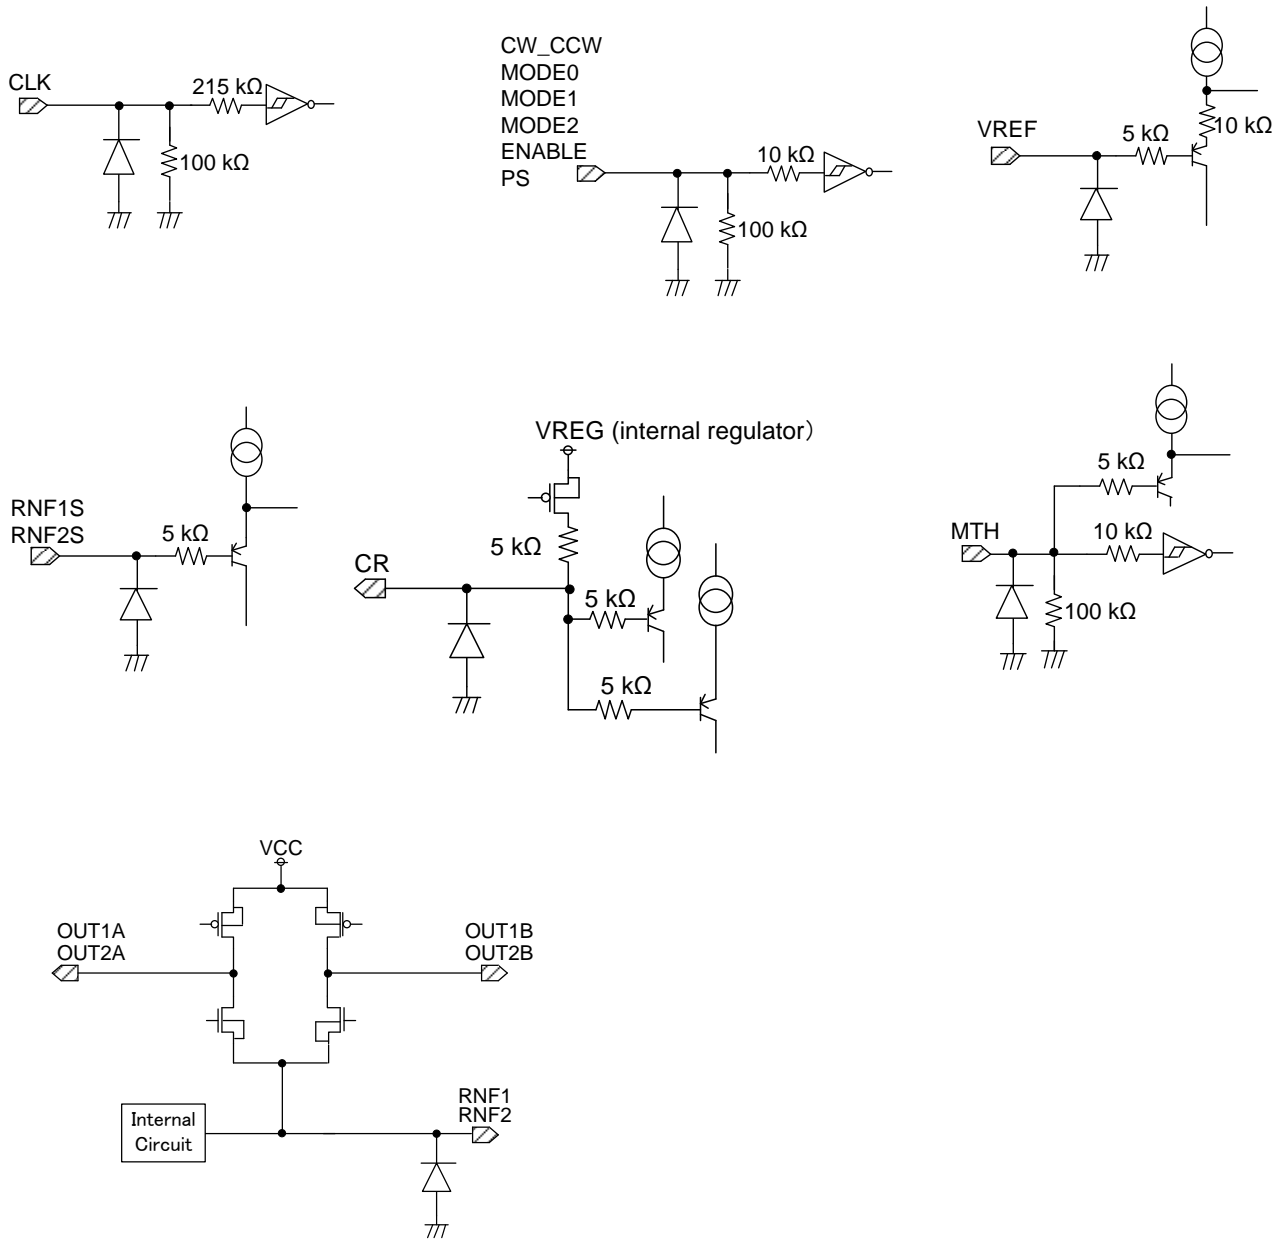 CLK
215 kΩ
100 kΩ
CW_CCW
MODE0
MODE1
MODE2
ENABLE
PS
10 kΩ
100 kΩ
VREF
5 kΩ
10 kΩ
RNF1S
RNF2S
5 kΩ
VREG (internal regulator）
5 kΩ
CR
5 kΩ
5 kΩ
MTH
5 kΩ
10 kΩ
100 kΩ
VCC
OUT1A
OUT2A
OUT1B
OUT2B
Internal
Circuit
RNF1
RNF2